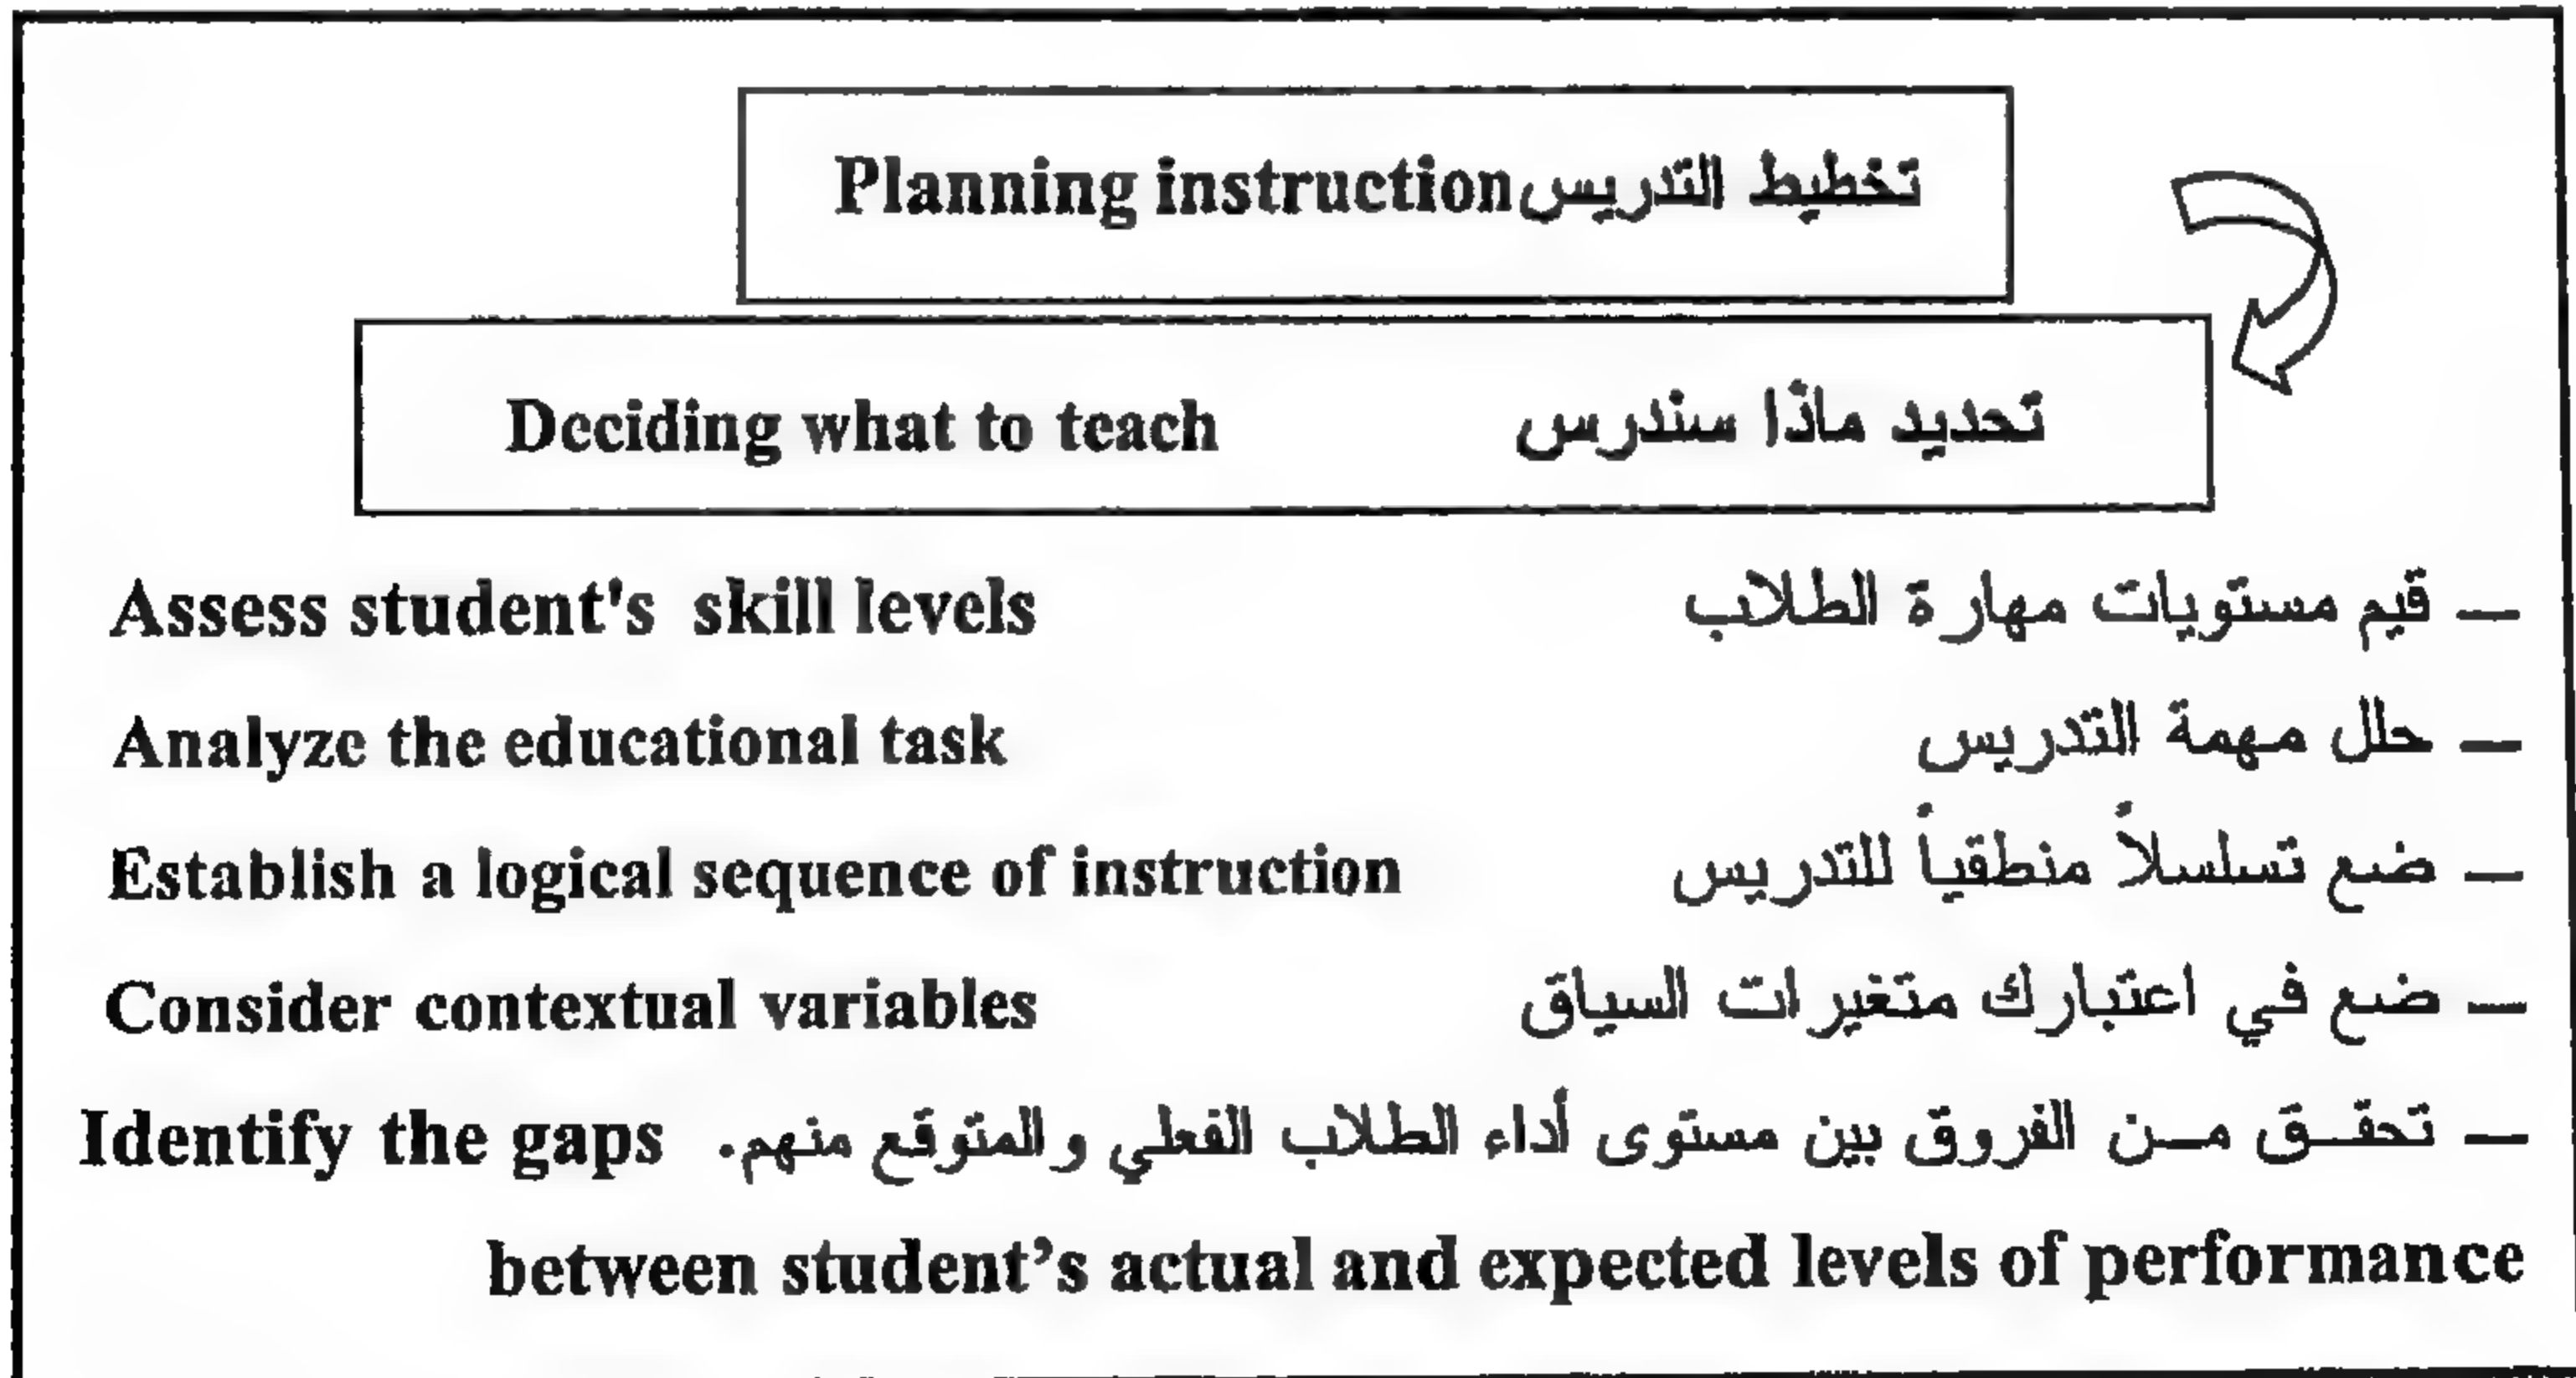 تخطيط التدريس Planning instruction
تحديد ماذا سندرس Deciding what to teach
– قيم مستويات مهارة الطلاب Assess student's skill levels
– حلل مهمة التدريس Analyze the educational task
– ضع تسلسلاً منطقياً للتدريس Establish a logical sequence of instruction
– ضع في اعتبارك متغيرات السياق Consider contextual variables
– تحقـق مـن الفروق بين مستوى أداء الطلاب الفعلي والمتوقع منهم. Identify the gaps
between student’s actual and expected levels of performance